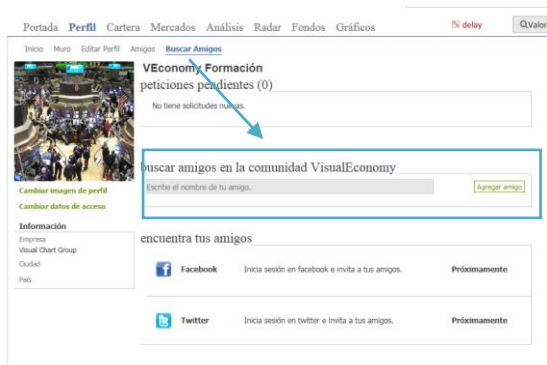 Portada Perfil Cartera Mercados Análisis Radar Fondos Gráficos delay Valor
Inicio Muro Editar Perfil Amigos Buscar Amigos
VEconomy Formación
peticiones pendientes (0)
No tiene solicitudes nuevas.
buscar amigos en la comunidad VisualEconomy
Escribe el nombre de tu amigo. Agregar amigo
Cambiar imagen de perfil
Cambiar datos de acceso
Información
Empresa
Visual Chart Group
Ciudad
País
encuentra tus amigos
Facebook Inicia sesión en facebook e invita a tus amigos. Próximamente
Twitter Inicia sesión en twitter e invita a tus amigos. Próximamente